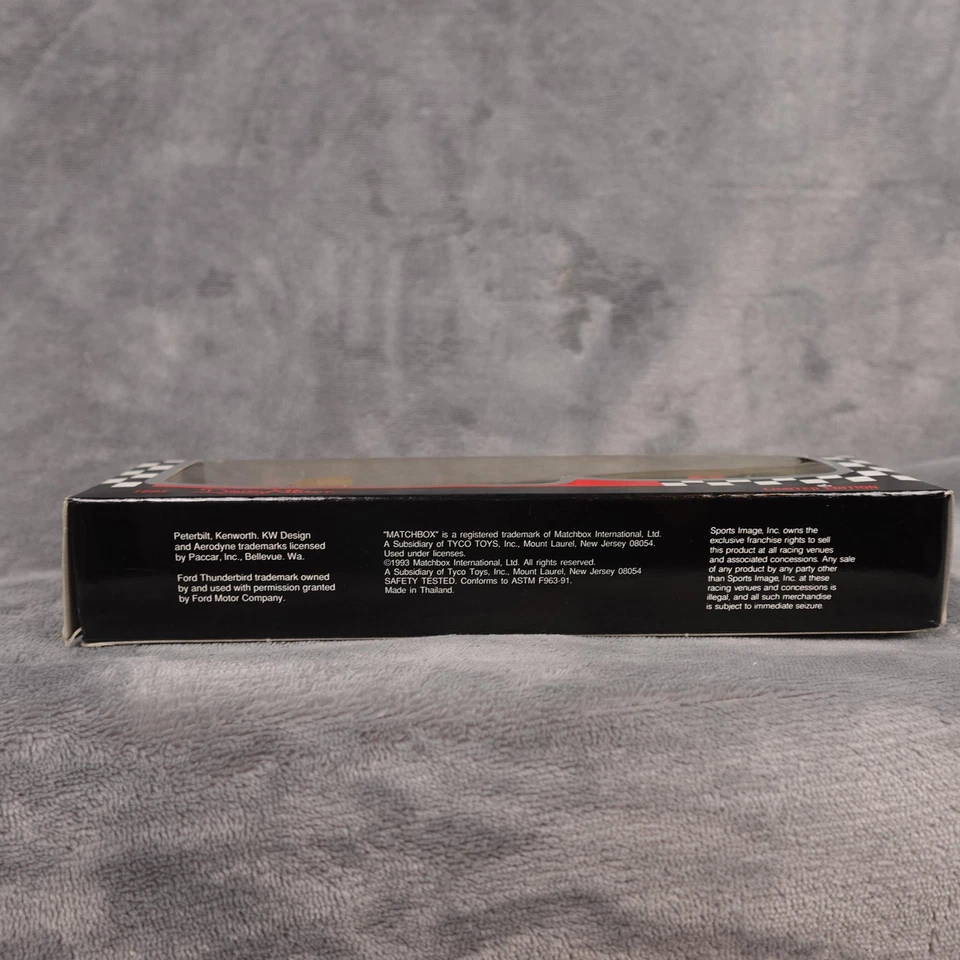 Peterbilt, Kenworth. KW Design
and Aerodyne trademarks licensed
by Paccar, Inc., Bellevue. Wa.
Ford Thunderbird trademark owned
by and used with permission granted
by Ford Motor Company.
"MATCHBOX" is a registered trademark of Matchbox International, Ltd.
A Subsidiary of TYCO TOYS, Inc., Mount Laurel, New Jersey 08054.
Used under licenses.
©1993 Matchbox International, Ltd. All rights reserved.
A Subsidiary of Tyco Toys, Inc., Mount Laurel, New Jersey 08054
SAFETY TESTED. Conforms to ASTM F963-91.
Made in Thailand.
Sports Image, Inc. owns the
exclusive franchise rights to sell
this product at all racing venues
and associated concessions. Any sale
of any product by any party other
than Sports Image, Inc. at these
racing venues and concessions is
illegal, and all such merchandise
is subject to immediate seizure.
LIMITED EDITION